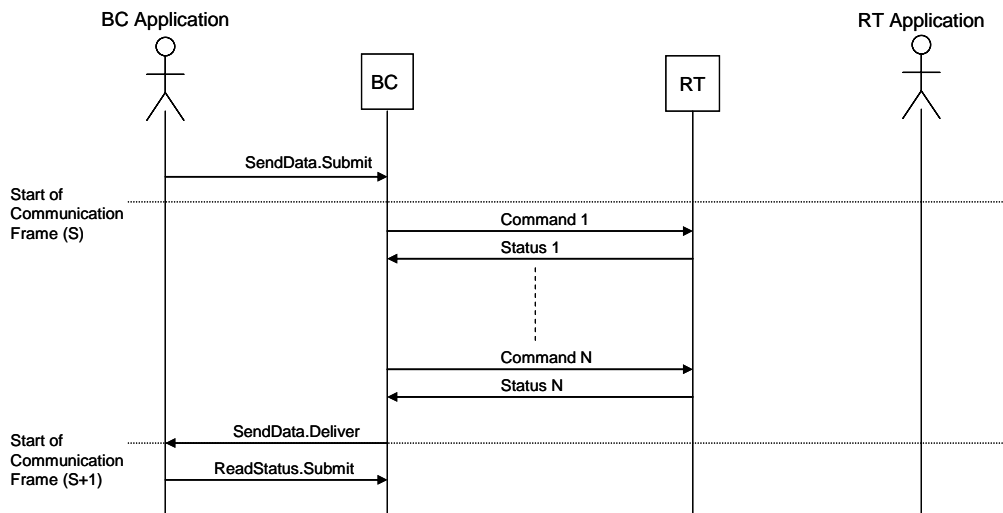 BC Application
RT Application
BC
RT
SendData.Submit
Start of
Communication
Frame (S)
Command 1
Status 1
Command N
Status N
SendData.Deliver
Start of
Communication
Frame (S+1)
ReadStatus.Submit